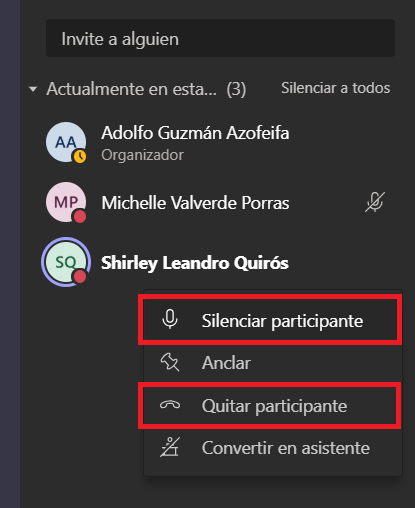 Invite a alguien
Actualmente en esta... (3) Silenciar a todos
AA Adolfo Guzmán Azofeifa
Organizador
MP Michelle Valverde Porras
SQ Shirley Leandro Quirós
Silenciar participante
Anclar
Quitar participante
Convertir en asistente